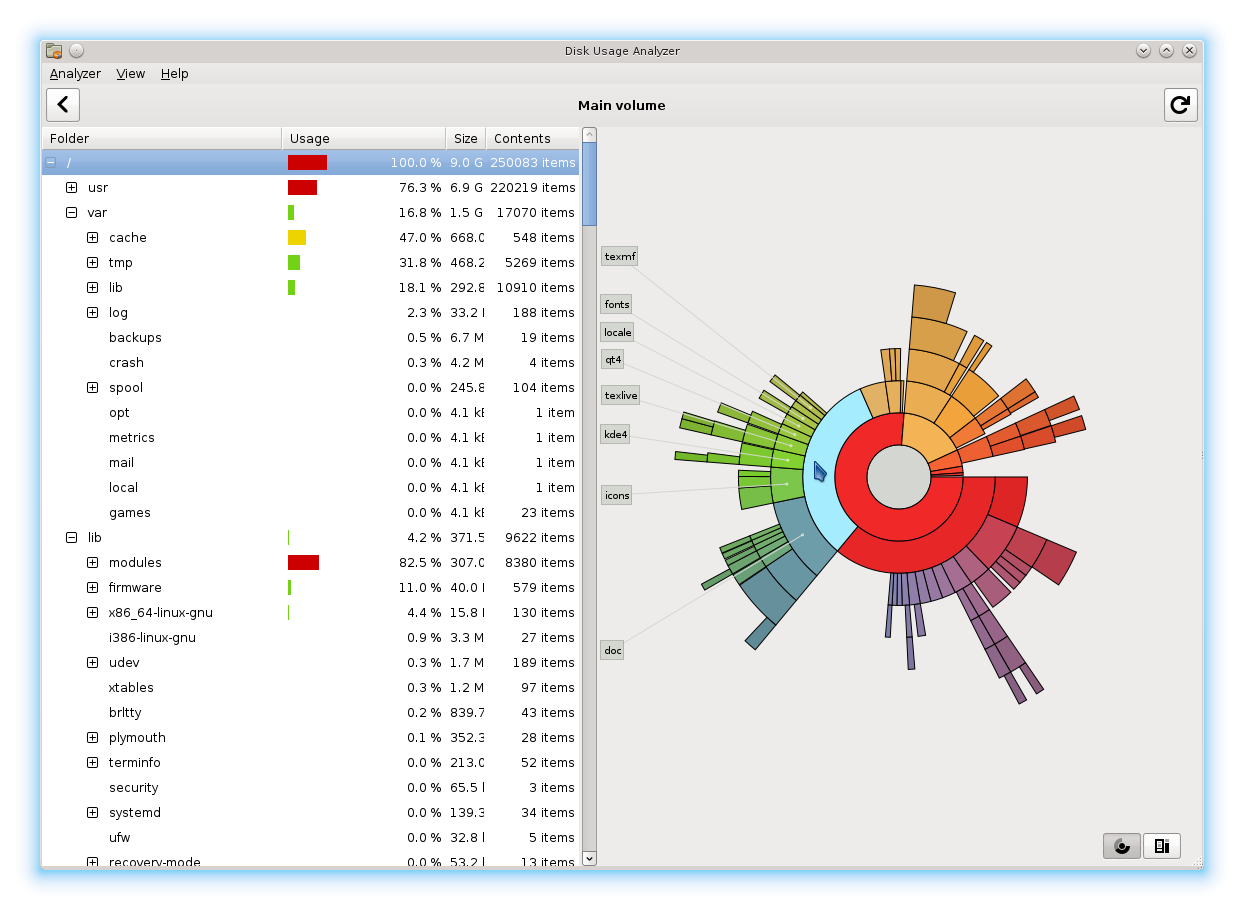 Disk Usage Analyzer
Analyzer View Help
Main volume
Folder Usage Size Contents
/ 100.0 % 9.0 G 250083 items
usr 76.3 % 6.9 G 220219 items
var 16.8 % 1.5 G 17070 items
cache 47.0 % 668.0 548 items
tmp 31.8 % 468.2 5269 items
lib 18.1 % 292.8 10910 items
log 2.3 % 33.2 188 items
backups 0.5 % 6.7 M 19 items
crash 0.3 % 4.2 M 4 items
spool 0.0 % 245.8 104 items
opt 0.0 % 4.1 kB 1 item
metrics 0.0 % 4.1 kB 1 item
mail 0.0 % 4.1 kB 1 item
local 0.0 % 4.1 kB 1 item
games 0.0 % 4.1 kB 23 items
lib 4.2 % 371.5 9622 items
modules 82.5 % 307.0 8380 items
firmware 11.0 % 40.0 579 items
x86_64-linux-gnu 4.4 % 15.8 130 items
i386-linux-gnu 0.9 % 3.3 M 27 items
udev 0.3 % 1.7 M 189 items
xtables 0.3 % 1.2 M 97 items
brltty 0.2 % 839.7 43 items
plymouth 0.1 % 352.3 28 items
terminfo 0.0 % 213.0 52 items
security 0.0 % 65.5 3 items
systemd 0.0 % 139.3 34 items
ufw 0.0 % 32.8 5 items
recovery-mode 0.0 % 53.2 13 items
texmf
fonts
locale
qt4
texlive
kde4
icons
doc